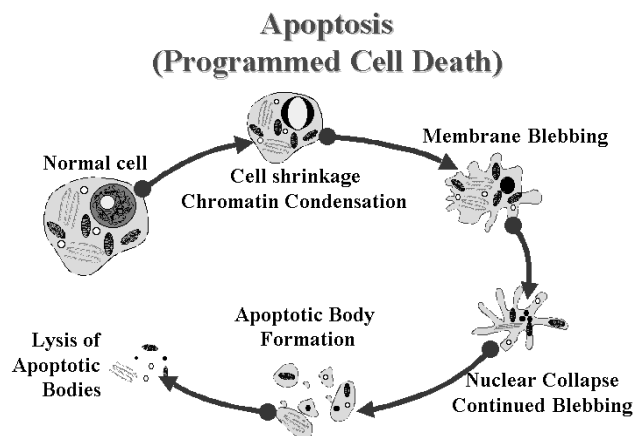 Apoptosis
(Programmed Cell Death)
Normal cell
Cell shrinkage
Chromatin Condensation
Membrane Blebbing
Nuclear Collapse
Continued Blebbing
Apoptotic Body
Formation
Lysis of
Apoptotic
Bodies